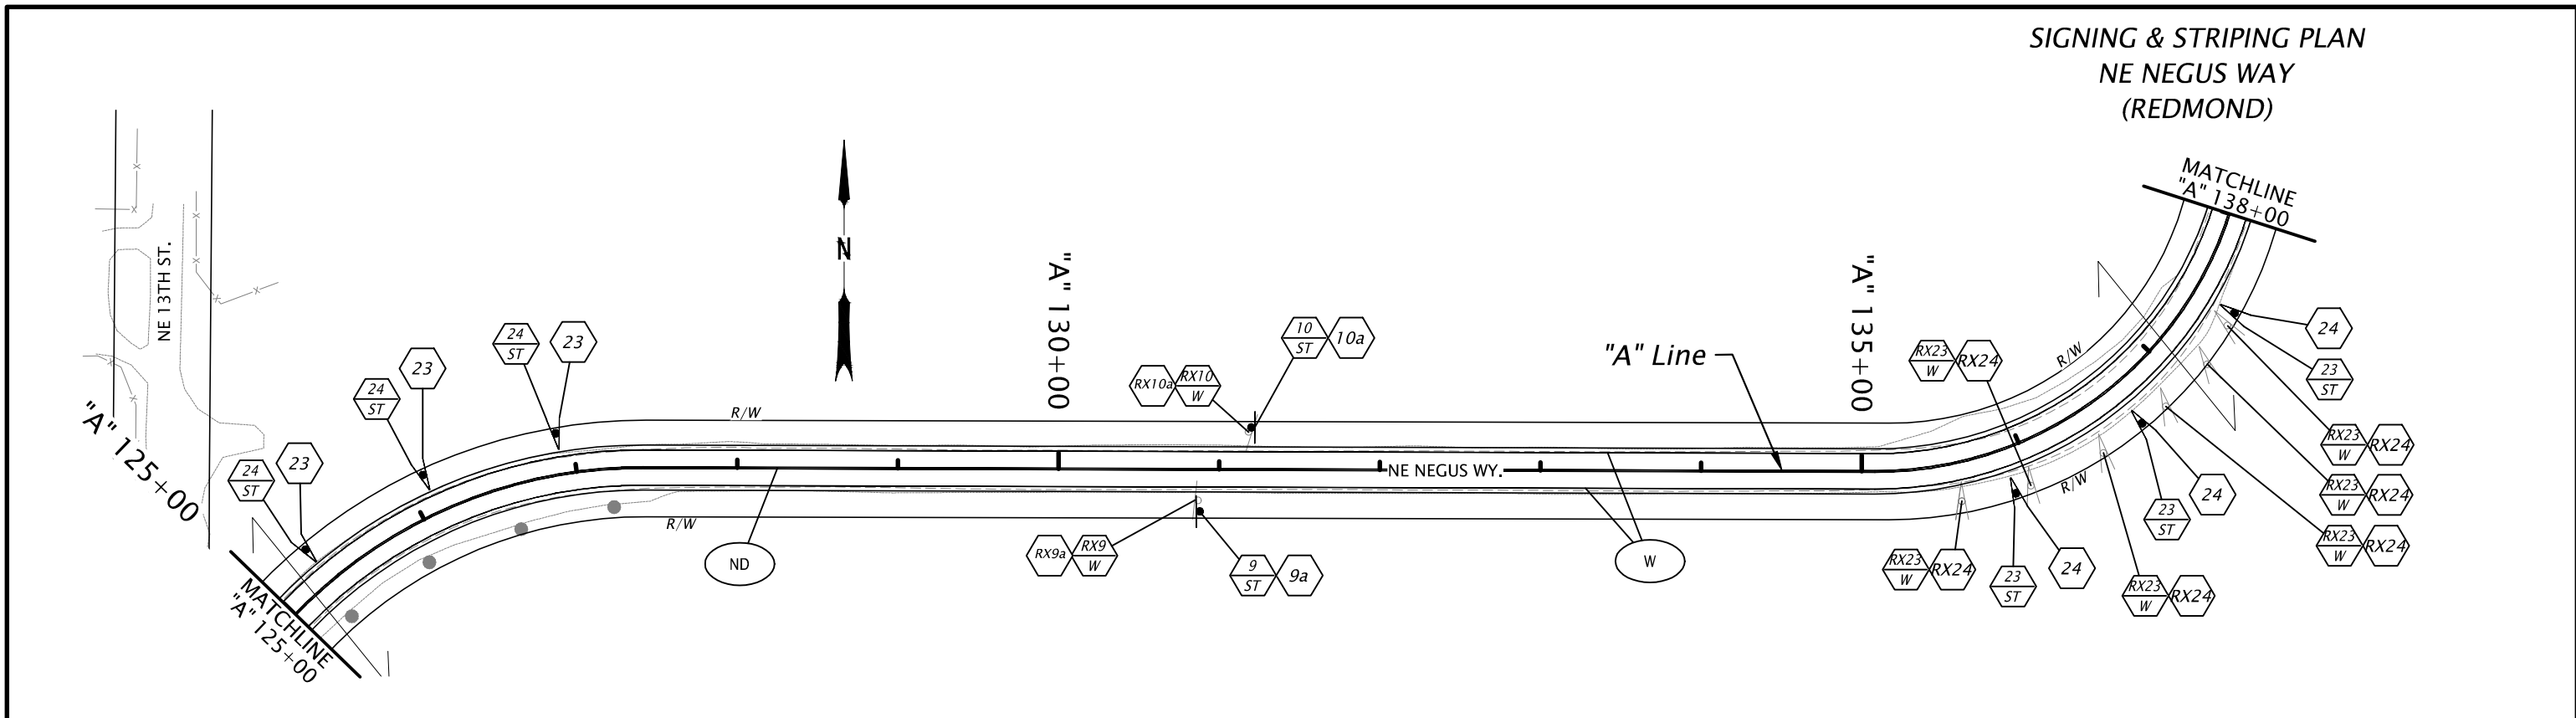 SIGNING & STRIPING PLAN
NE NEGUS WAY
(REDMOND)
MATCHLINE
"A" 138+00
NE 13TH ST.
N
"A" 130+00
"A" 135+00
"A" Line
"A" 125+00
24
ST
23
24
ST
23
24
ST
23
R/W
RX10a
RX10
W
10
ST
10a
RX23
W
RX24
R/W
24
23
ST
RX23
W
RX24
RX23
W
RX24
RX23
W
RX24
NE NEGUS WY.
R/W
R/W
24
23
ST
ND
RX9a
RX9
W
9
ST
9a
W
RX23
W
RX24
23
ST
24
RX23
W
RX24
MATCHLINE
"A" 125+00